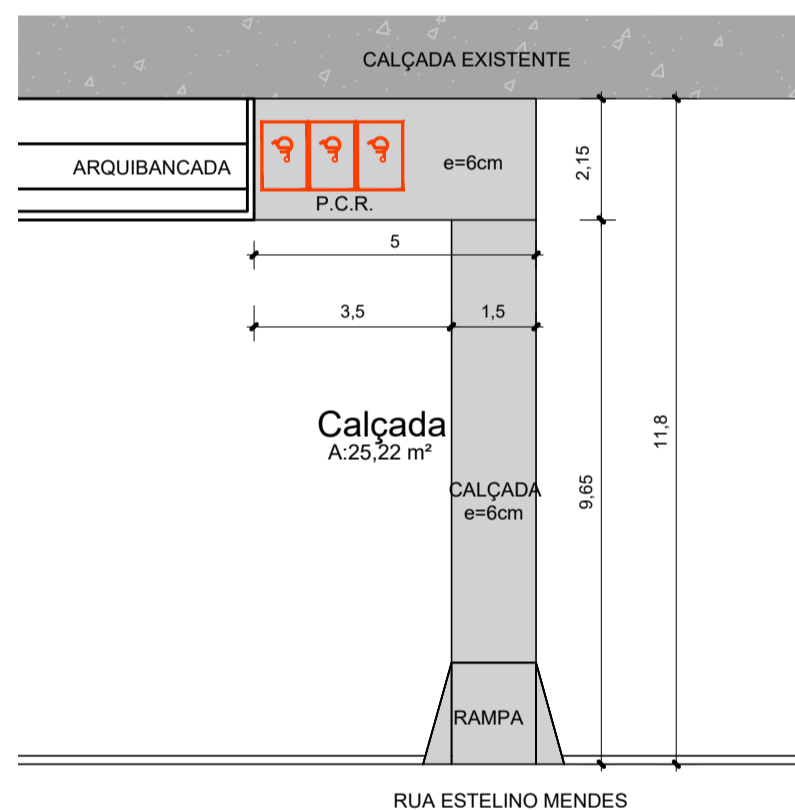 CALÇADA EXISTENTE
ARQUIBANCADA
e=6cm
P.C.R.
2,15
5
3,5
1,5
Calçada
A:25,22 m²
11,8
9,65
CALÇADA
e=6cm
RAMPA
RUA ESTELINO MENDES